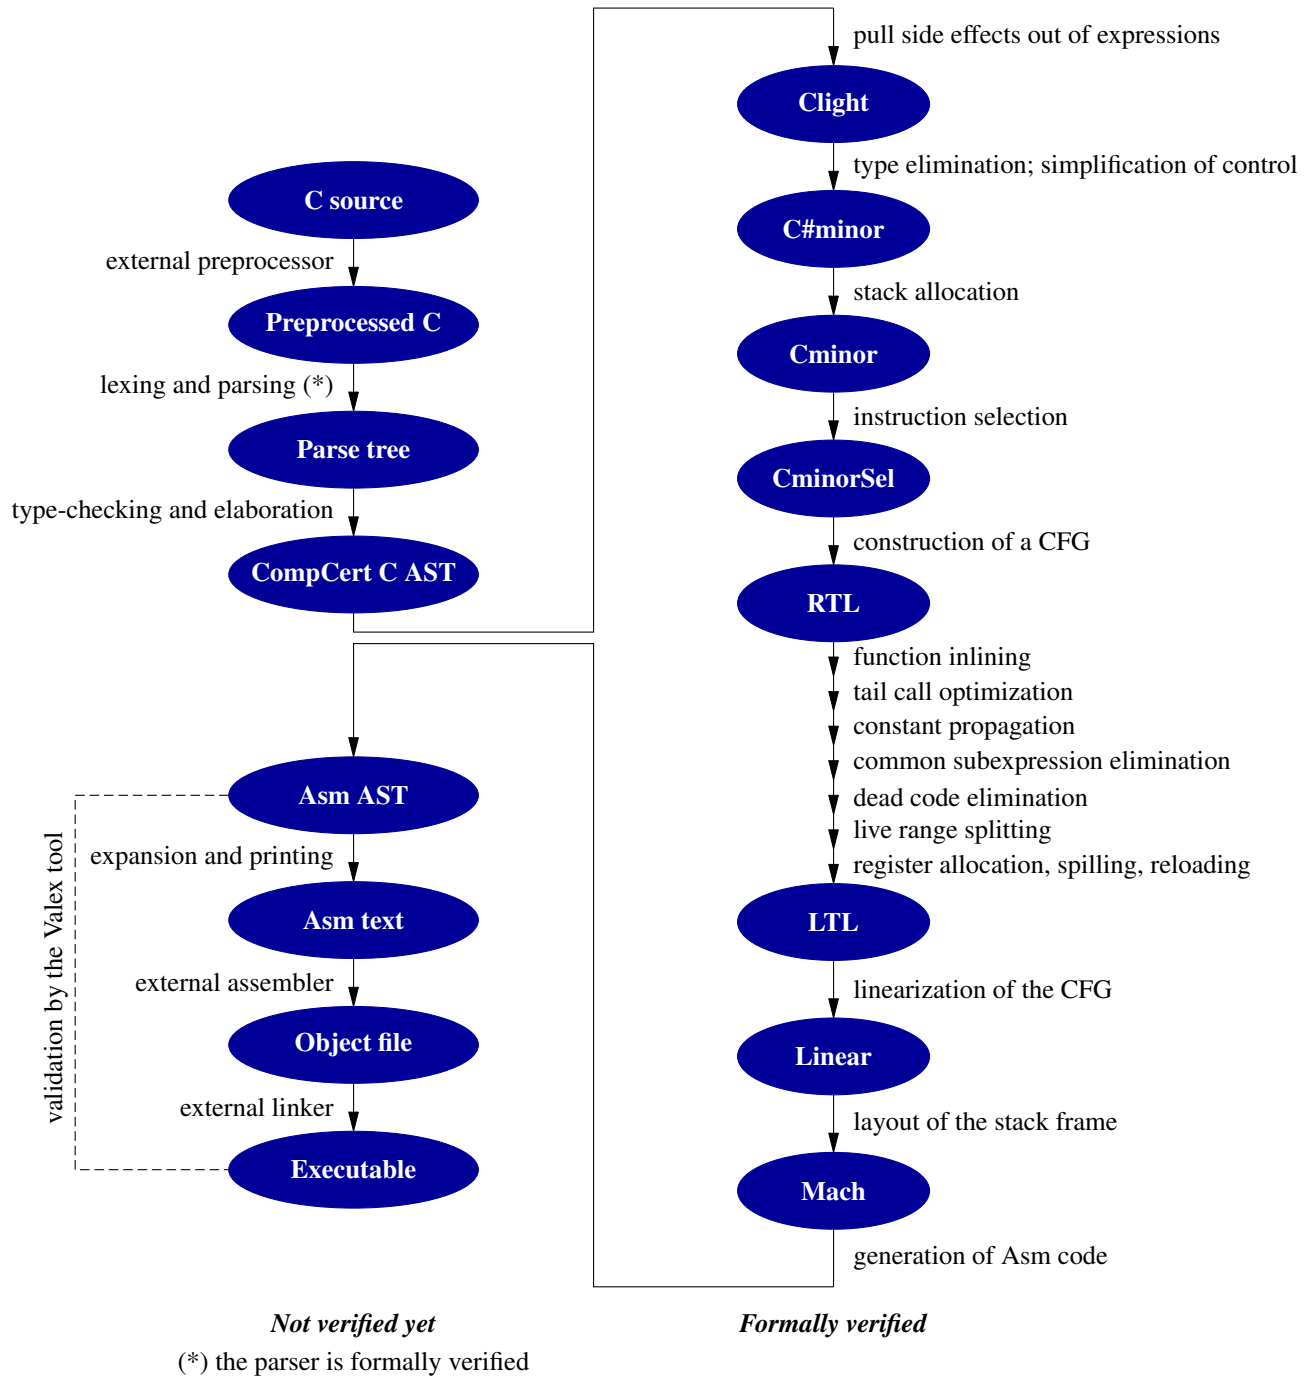 C source
external preprocessor
Preprocessed C
lexing and parsing (*)
Parse tree
type-checking and elaboration
CompCert C AST
pull side effects out of expressions
Clight
type elimination; simplification of control
C#minor
stack allocation
Cminor
instruction selection
CminorSel
construction of a CFG
RTL
function inlining
tail call optimization
constant propagation
common subexpression elimination
dead code elimination
live range splitting
register allocation, spilling, reloading
LTL
linearization of the CFG
Linear
layout of the stack frame
Mach
generation of Asm code
Asm AST
expansion and printing
Asm text
external assembler
Object file
external linker
Executable
validation by the Valex tool
Not verified yet
(*) the parser is formally verified
Formally verified